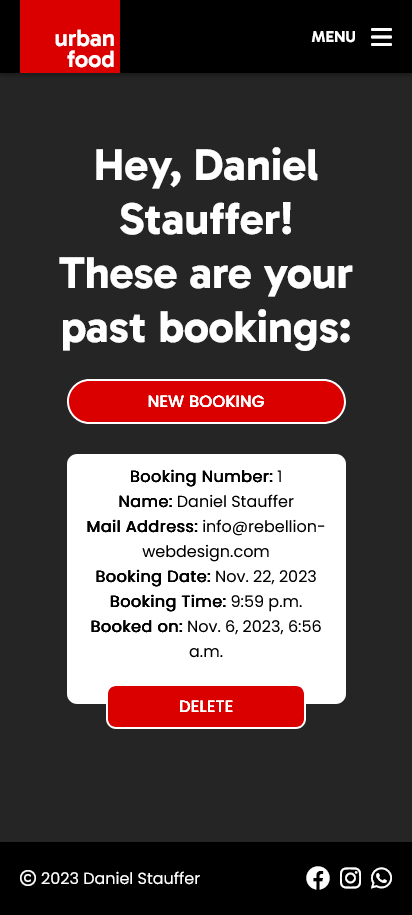 urban
food
MENU
Hey, Daniel
Stauffer!
These are your
past bookings:
NEW BOOKING
Booking Number: 1
Name: Daniel Stauffer
Mail Address: info@rebellion-
webdesign.com
Booking Date: Nov. 22, 2023
Booking Time: 9:59 p.m.
Booked on: Nov. 6, 2023, 6:56
a.m.
DELETE
© 2023 Daniel Stauffer